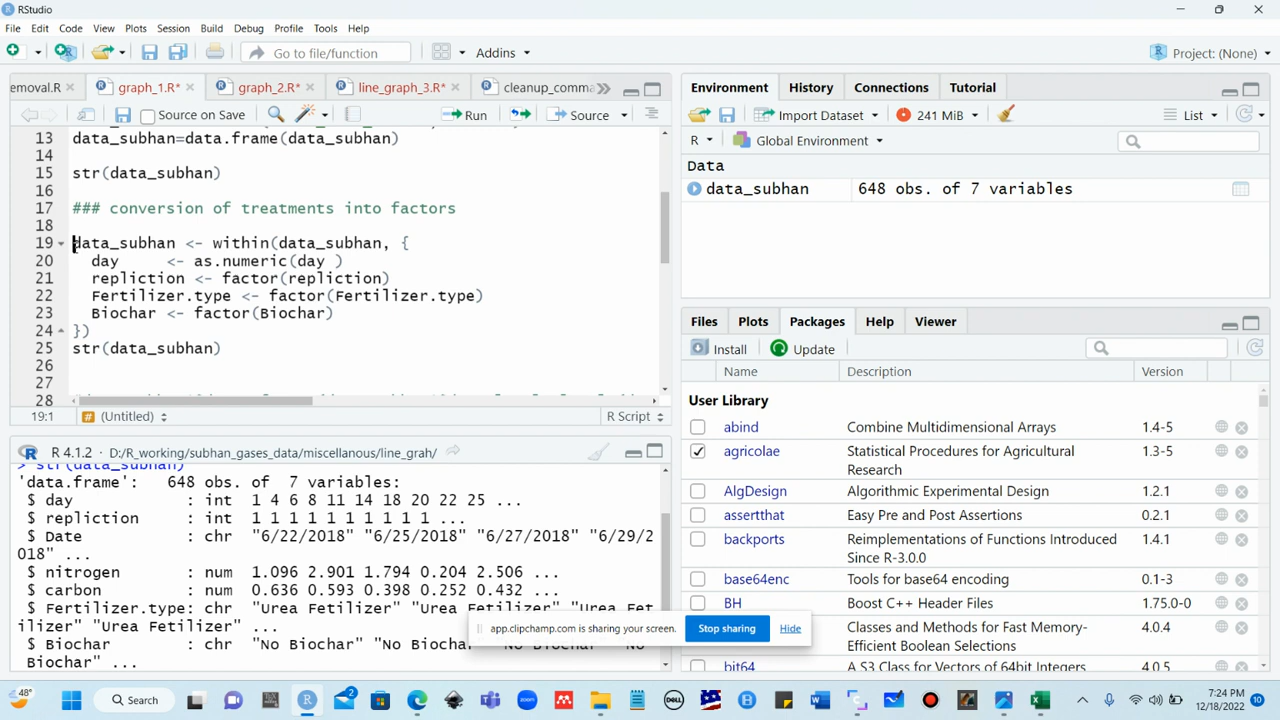 RStudio
File Edit Code View Plots Session Build Debug Profile Tools Help
Go to file/function Addins Project: (None)
emoval.R graph_1.R* graph_2.R* line_graph_3.R* cleanup_comma
Source on Save Run Source
13 data_subhan=data.frame(data_subhan)
14
15 str(data_subhan)
16
17 ### conversion of treatments into factors
18
19 data_subhan <- within(data_subhan, {
20 day <- as.numeric(day )
21 repliction <- factor(repliction)
22 Fertilizer.type <- factor(Fertilizer.type)
23 Biochar <- factor(Biochar)
24 })
25 str(data_subhan)
26
27
28
19:1 # (Untitled) R Script
R 4.1.2 · D:/R_working/subhan_gases_data/miscellanous/line_grah/
> str(data_subhan)
'data.frame': 648 obs. of 7 variables:
$ day : int 1 4 6 8 11 14 18 20 22 25 ...
$ repliction : int 1 1 1 1 1 1 1 1 1 1 ...
$ Date : chr "6/22/2018" "6/25/2018" "6/27/2018" "6/29/2
018" ...
$ nitrogen : num 1.096 2.901 1.794 0.204 2.506 ...
$ carbon : num 0.636 0.593 0.398 0.252 0.432 ...
$ Fertilizer.type: chr "Urea Fetilizer" "Urea Fetilizer" "Urea Fet
ilizer" "Urea Fetilizer" ...
$ Biochar : chr "No Biochar" "No Biochar" "No Biochar" "No
Biochar" ...
Environment History Connections Tutorial
Import Dataset 241 MiB List
R Global Environment
Data
data_subhan 648 obs. of 7 variables
Files Plots Packages Help Viewer
Install Update
Name Description Version
User Library
abind Combine Multidimensional Arrays 1.4-5
agricolae Statistical Procedures for Agricultural 1.3-5
Research
AlgDesign Algorithmic Experimental Design 1.2.1
assertthat Easy Pre and Post Assertions 0.2.1
backports Reimplementations of Functions Introduced 1.4.1
Since R-3.0.0
base64enc Tools for base64 encoding 0.1-3
BH Boost C++ Header Files 1.75.0-0
bit Classes and Methods for Fast Memory- 4.0.4
Efficient Boolean Selections
bit64 A S3 Class for Vectors of 64bit Integers 4.0.5
app.clipchamp.com is sharing your screen. Stop sharing Hide
48° Search 7:24 PM
12/18/2022